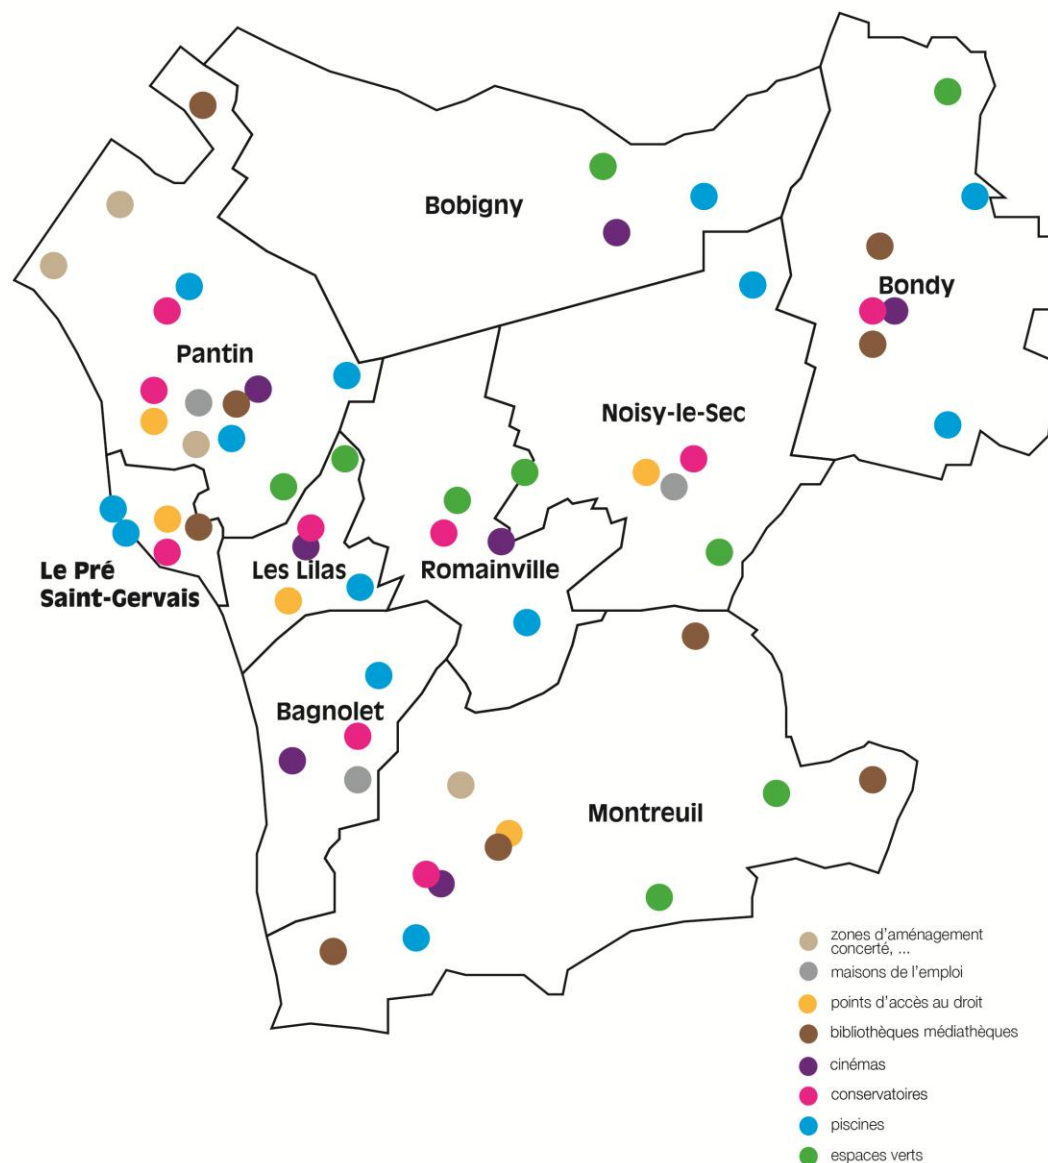 Bobigny
Bondy
Pantin
Noisy-le-Sec
Le Pré
Saint-Gervais
Les Lilas
Romainville
Bagnolet
Montreuil
zones d'aménagement
concerté, ...
maisons de l'emploi
points d'accès au droit
bibliothèques médiathèques
cinémas
conservatoires
piscines
espaces verts